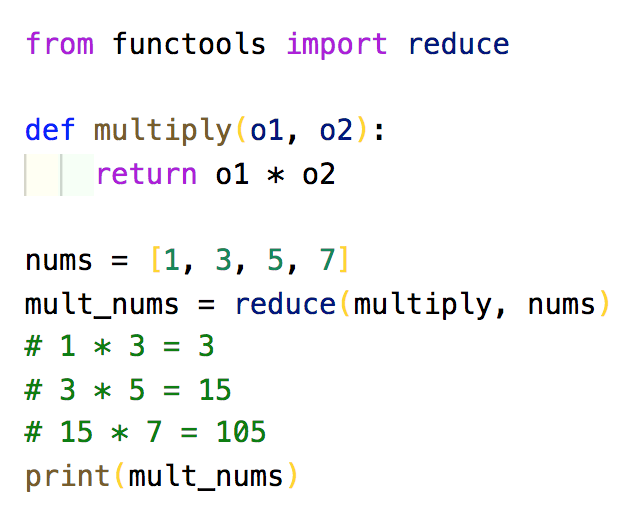 from functools import reduce

def multiply(o1, o2):
    return o1 * o2

nums = [1, 3, 5, 7]
mult_nums = reduce(multiply, nums)
# 1 * 3 = 3
# 3 * 5 = 15
# 15 * 7 = 105
print(mult_nums)